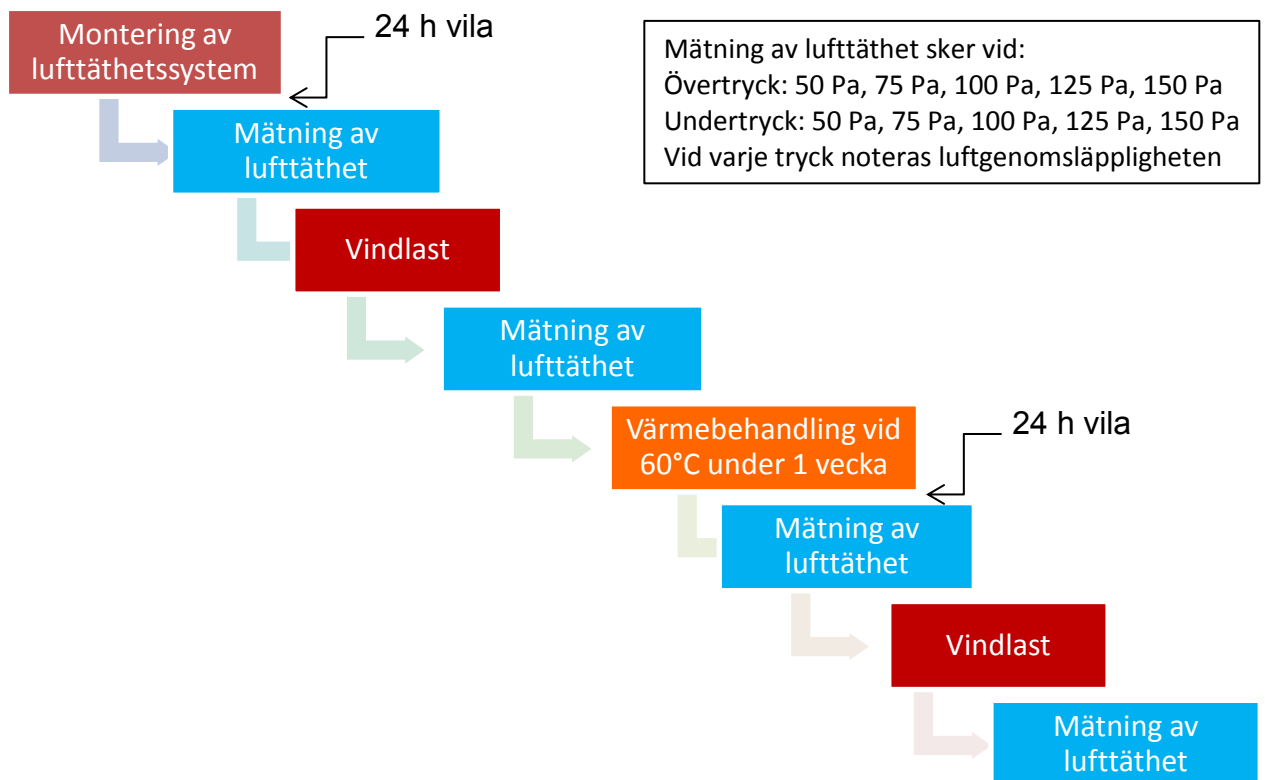 Montering av
lufttäthetssystem
24 h vila
Mätning av lufttäthet sker vid:
Övertryck: 50 Pa, 75 Pa, 100 Pa, 125 Pa, 150 Pa
Undertryck: 50 Pa, 75 Pa, 100 Pa, 125 Pa, 150 Pa
Vid varje tryck noteras luftgenomsläppligheten
Mätning av
lufttäthet
Vindlast
Mätning av
lufttäthet
Värmebehandling vid
60°C under 1 vecka
24 h vila
Mätning av
lufttäthet
Vindlast
Mätning av
lufttäthet